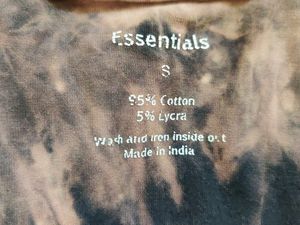 Essentials
S
95% Cotton
5% Lycra
Wash and iron inside out
Made in India